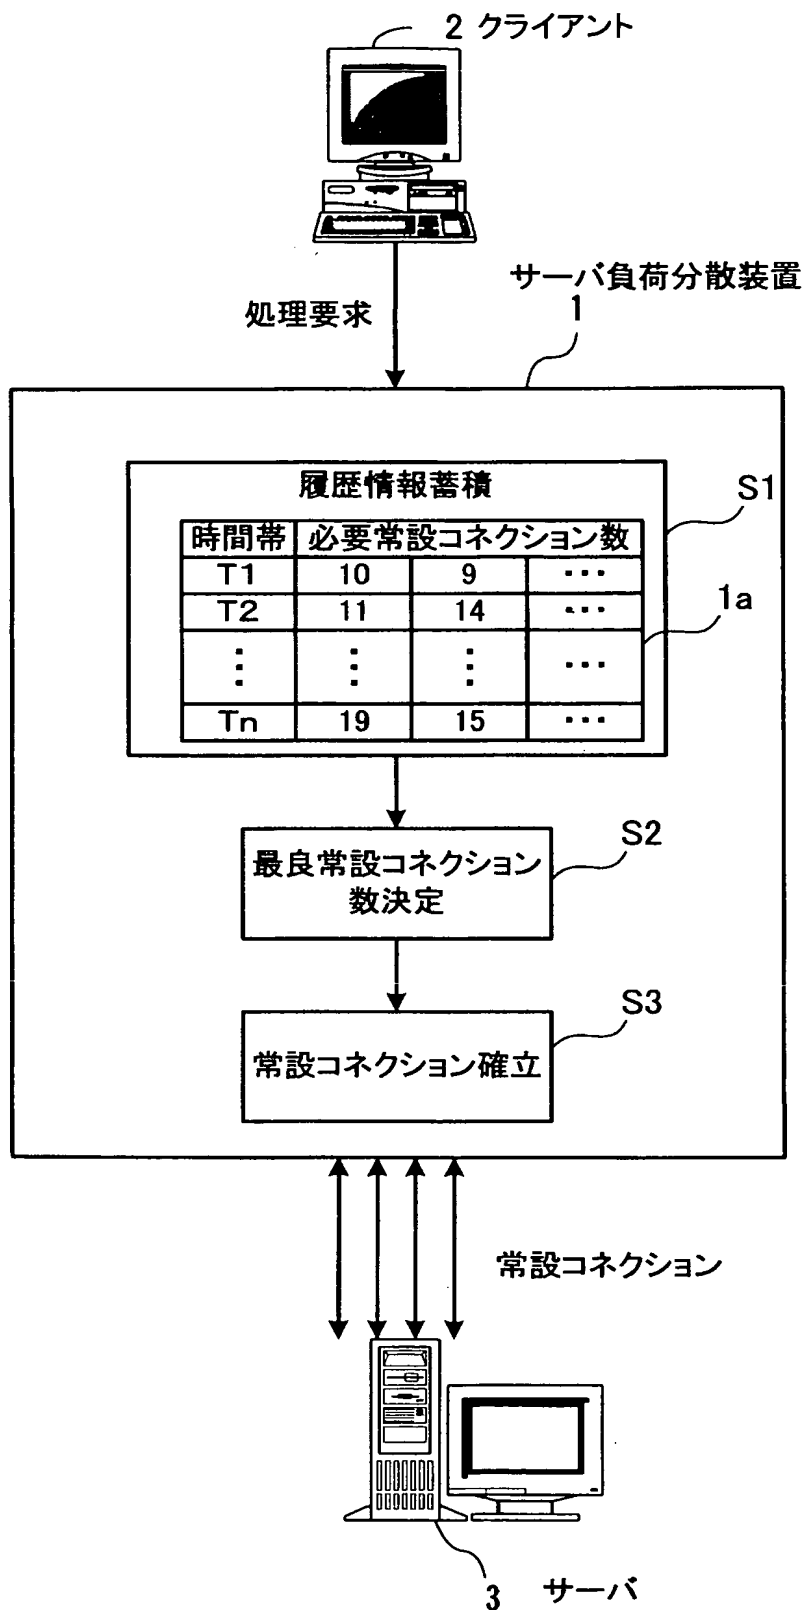 2 クライアント
処理要求
サーバ負荷分散装置
1
履歴情報蓄積
S1
時間帯 必要常設コネクション数
T1 10 9 ・・・
1a
T2 11 14 ・・・
⋮ ⋮ ⋮ ・・・
Tn 19 15 ・・・
S2
最良常設コネクション
数決定
S3
常設コネクション確立
常設コネクション
3 サーバ